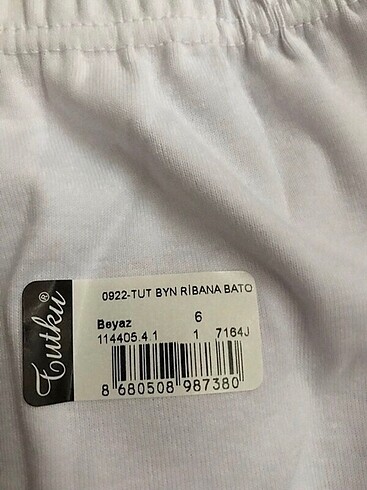 Tutku®
0922-TUT BYN RİBANA BATO
Beyaz 6
114405.4.1 1 7164J
8 680508 987380